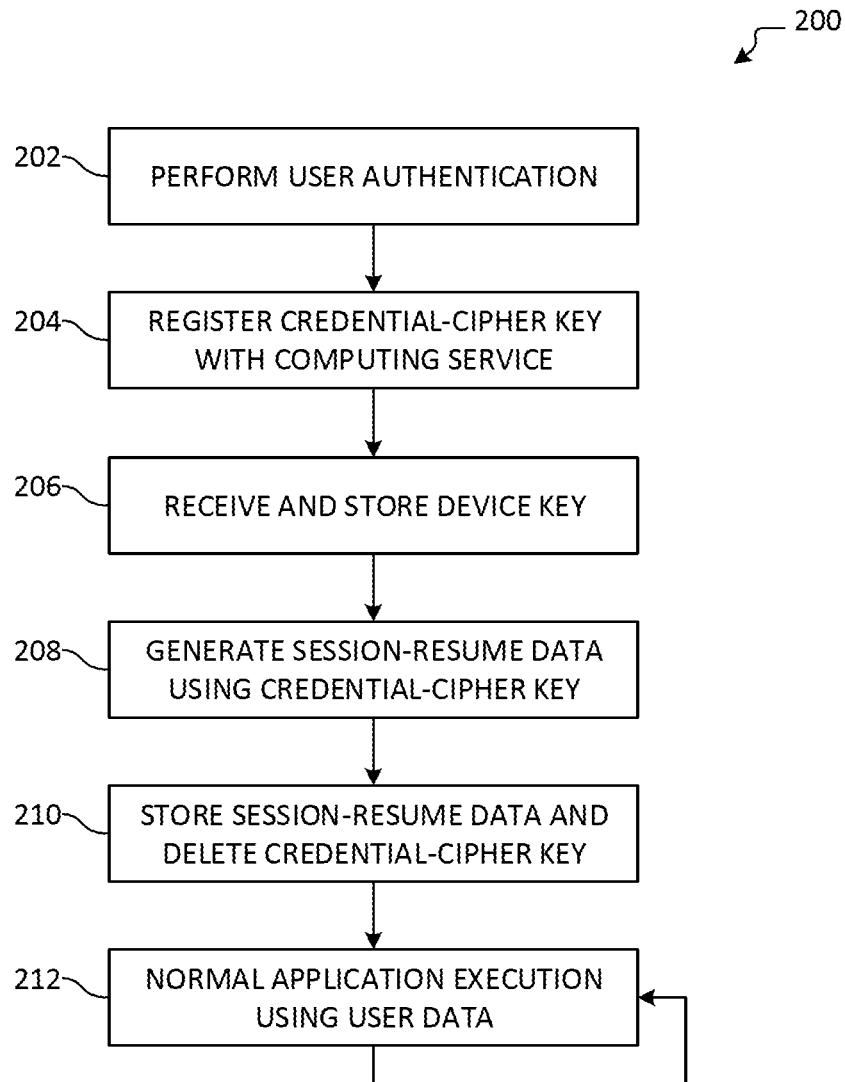 200
202
PERFORM USER AUTHENTICATION
204
REGISTER CREDENTIAL-CIPHER KEY
WITH COMPUTING SERVICE
206
RECEIVE AND STORE DEVICE KEY
208
GENERATE SESSION-RESUME DATA
USING CREDENTIAL-CIPHER KEY
210
STORE SESSION-RESUME DATA AND
DELETE CREDENTIAL-CIPHER KEY
212
NORMAL APPLICATION EXECUTION
USING USER DATA